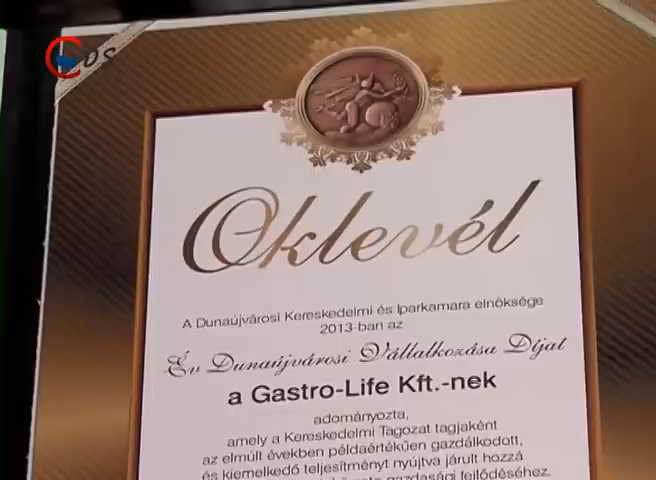 Oklevél
A Dunaújvárosi Kereskedelmi és Iparkamara elnöksége
2013-ban az
Év Dunaújvárosi Vállalkozása Díjat
a Gastro-Life Kft.-nek
adományozta,
amely a Kereskedelmi Tagozat tagjaként
az elmúlt években példaértékűen gazdálkodott,
és kiemelkedő teljesítményt nyújtva járult hozzá
gazdasági fejlődéséhez.